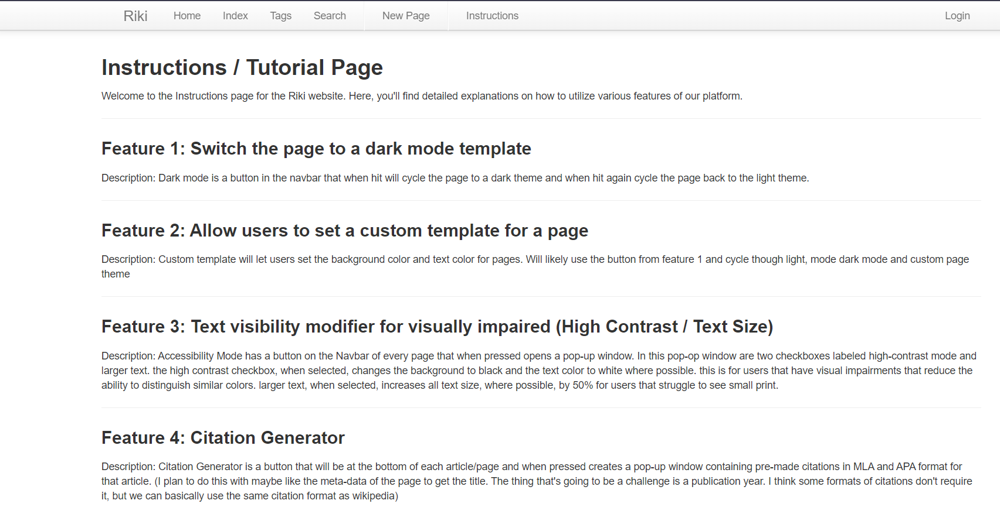 Riki Home Index Tags Search New Page Instructions Login
Instructions / Tutorial Page
Welcome to the Instructions page for the Riki website. Here, you'll find detailed explanations on how to utilize various features of our platform.
Feature 1: Switch the page to a dark mode template
Description: Dark mode is a button in the navbar that when hit will cycle the page to a dark theme and when hit again cycle the page back to the light theme.
Feature 2: Allow users to set a custom template for a page
Description: Custom template will let users set the background color and text color for pages. Will likely use the button from feature 1 and cycle though light, mode dark mode and custom page
theme
Feature 3: Text visibility modifier for visually impaired (High Contrast / Text Size)
Description: Accessibility Mode has a button on the Navbar of every page that when pressed opens a pop-up window. In this pop-op window are two checkboxes labeled high-contrast mode and
larger text. the high contrast checkbox, when selected, changes the background to black and the text color to white where possible. this is for users that have visual impairments that reduce the
ability to distinguish similar colors. larger text, when selected, increases all text size, where possible, by 50% for users that struggle to see small print.
Feature 4: Citation Generator
Description: Citation Generator is a button that will be at the bottom of each article/page and when pressed creates a pop-up window containing pre-made citations in MLA and APA format for
that article. (I plan to do this with maybe like the meta-data of the page to get the title. The thing that's going to be a challenge is a publication year. I think some formats of citations don't require
it, but we can basically use the same citation format as wikipedia)